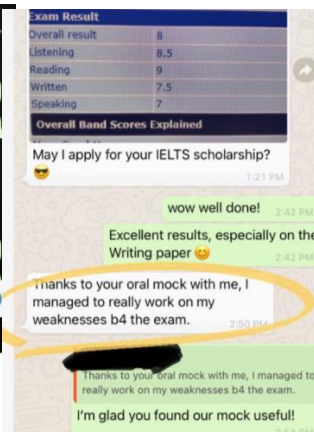 Exam Result
Overall result 8
Listening 8.5
Reading 9
Written 7.5
Speaking 7
Overall Band Scores Explained
May I apply for your IELTS scholarship?
😎
1:21 PM
wow well done! 2:42 PM
Excellent results, especially on the
Writing paper 😊
2:42 PM
Thanks to your oral mock with me, I
managed to really work on my
weaknesses b4 the exam.
2:50 PM
Thanks to your oral mock with me, I managed to
really work on my weaknesses b4 the exam.
I'm glad you found our mock useful!
2:51 PM